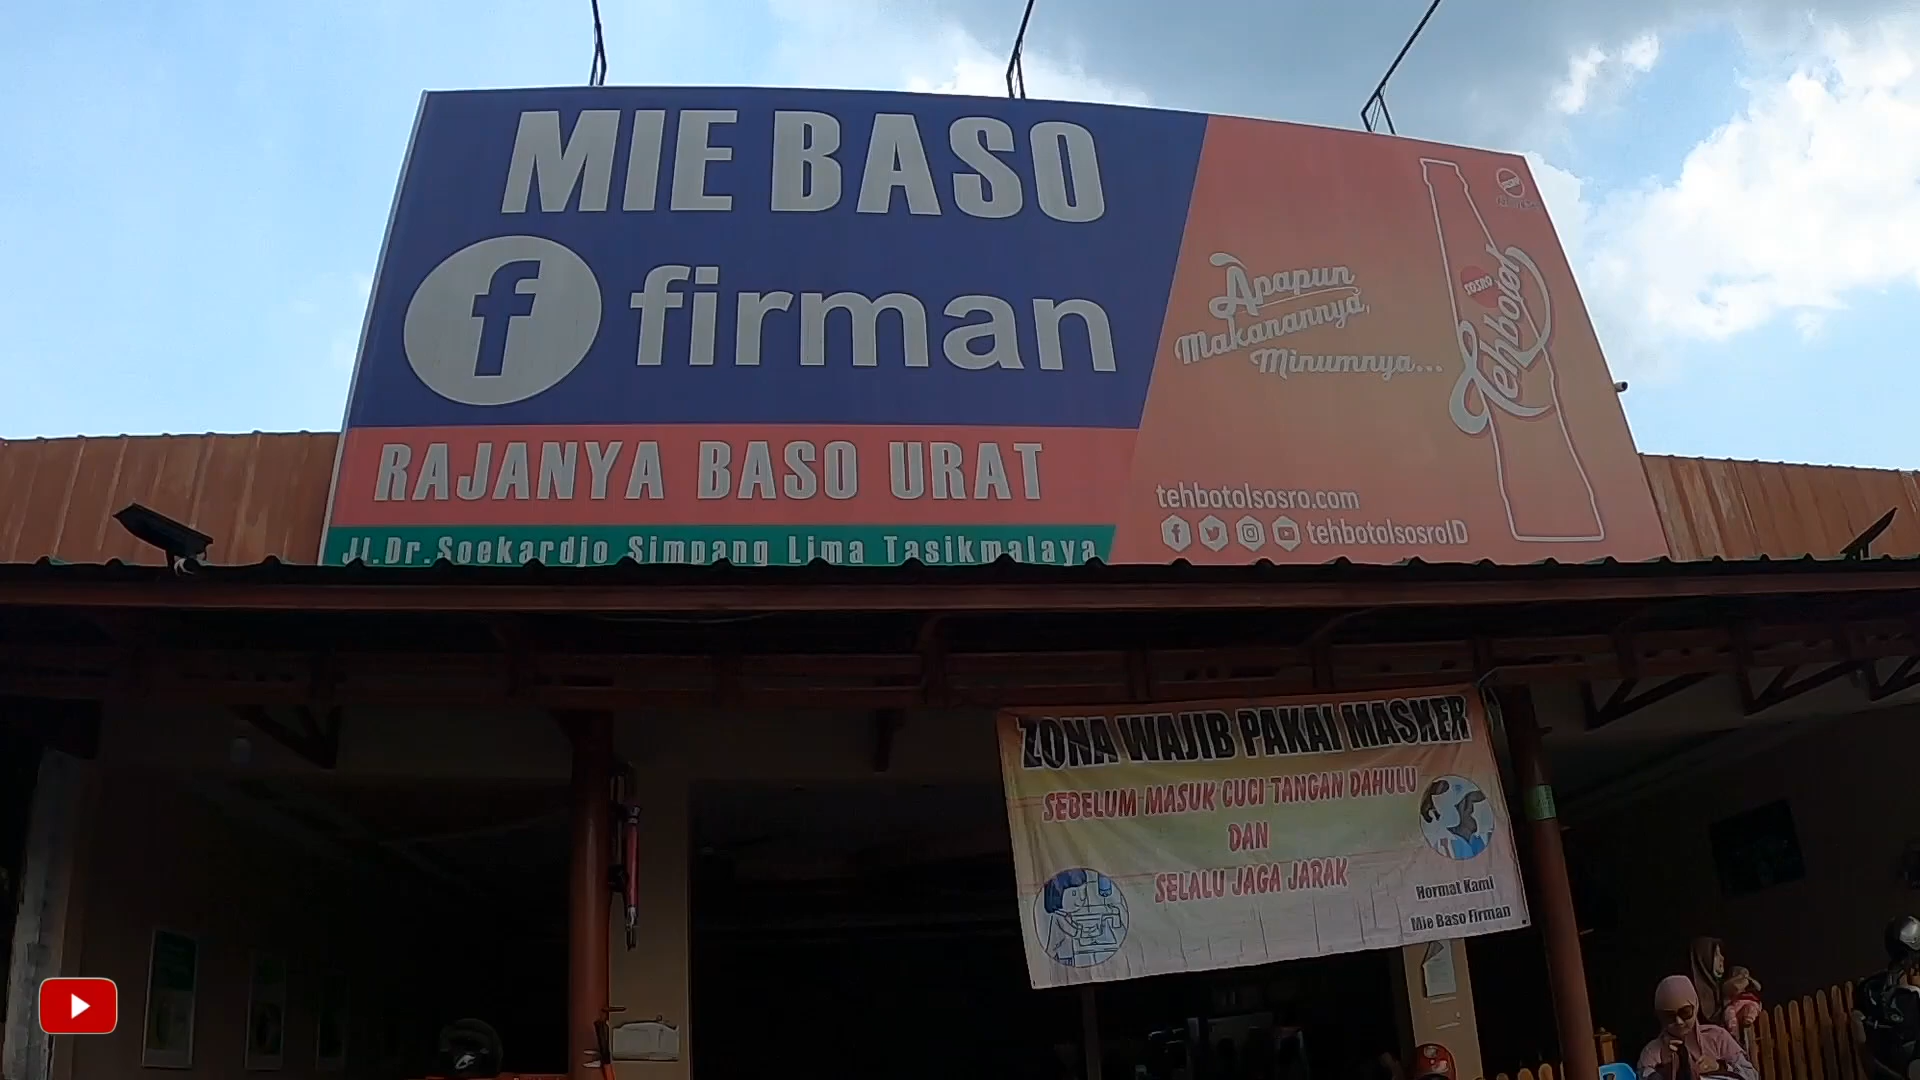 MIE BASO
f firman
RAJANYA BASO URAT
Jl.Dr.Soekardjo Simpang Lima Tasikmalaya
Apapun
Makanannya,
Minumnya...
SOSRO
Tehbotol
tehbotolsosro.com
tehbotolsosroID
ZONA WAJIB PAKAI MASKER
SEBELUM MASUK CUCI TANGAN DAHULU
DAN
SELALU JAGA JARAK
Hormat Kami
Mie Baso Firman